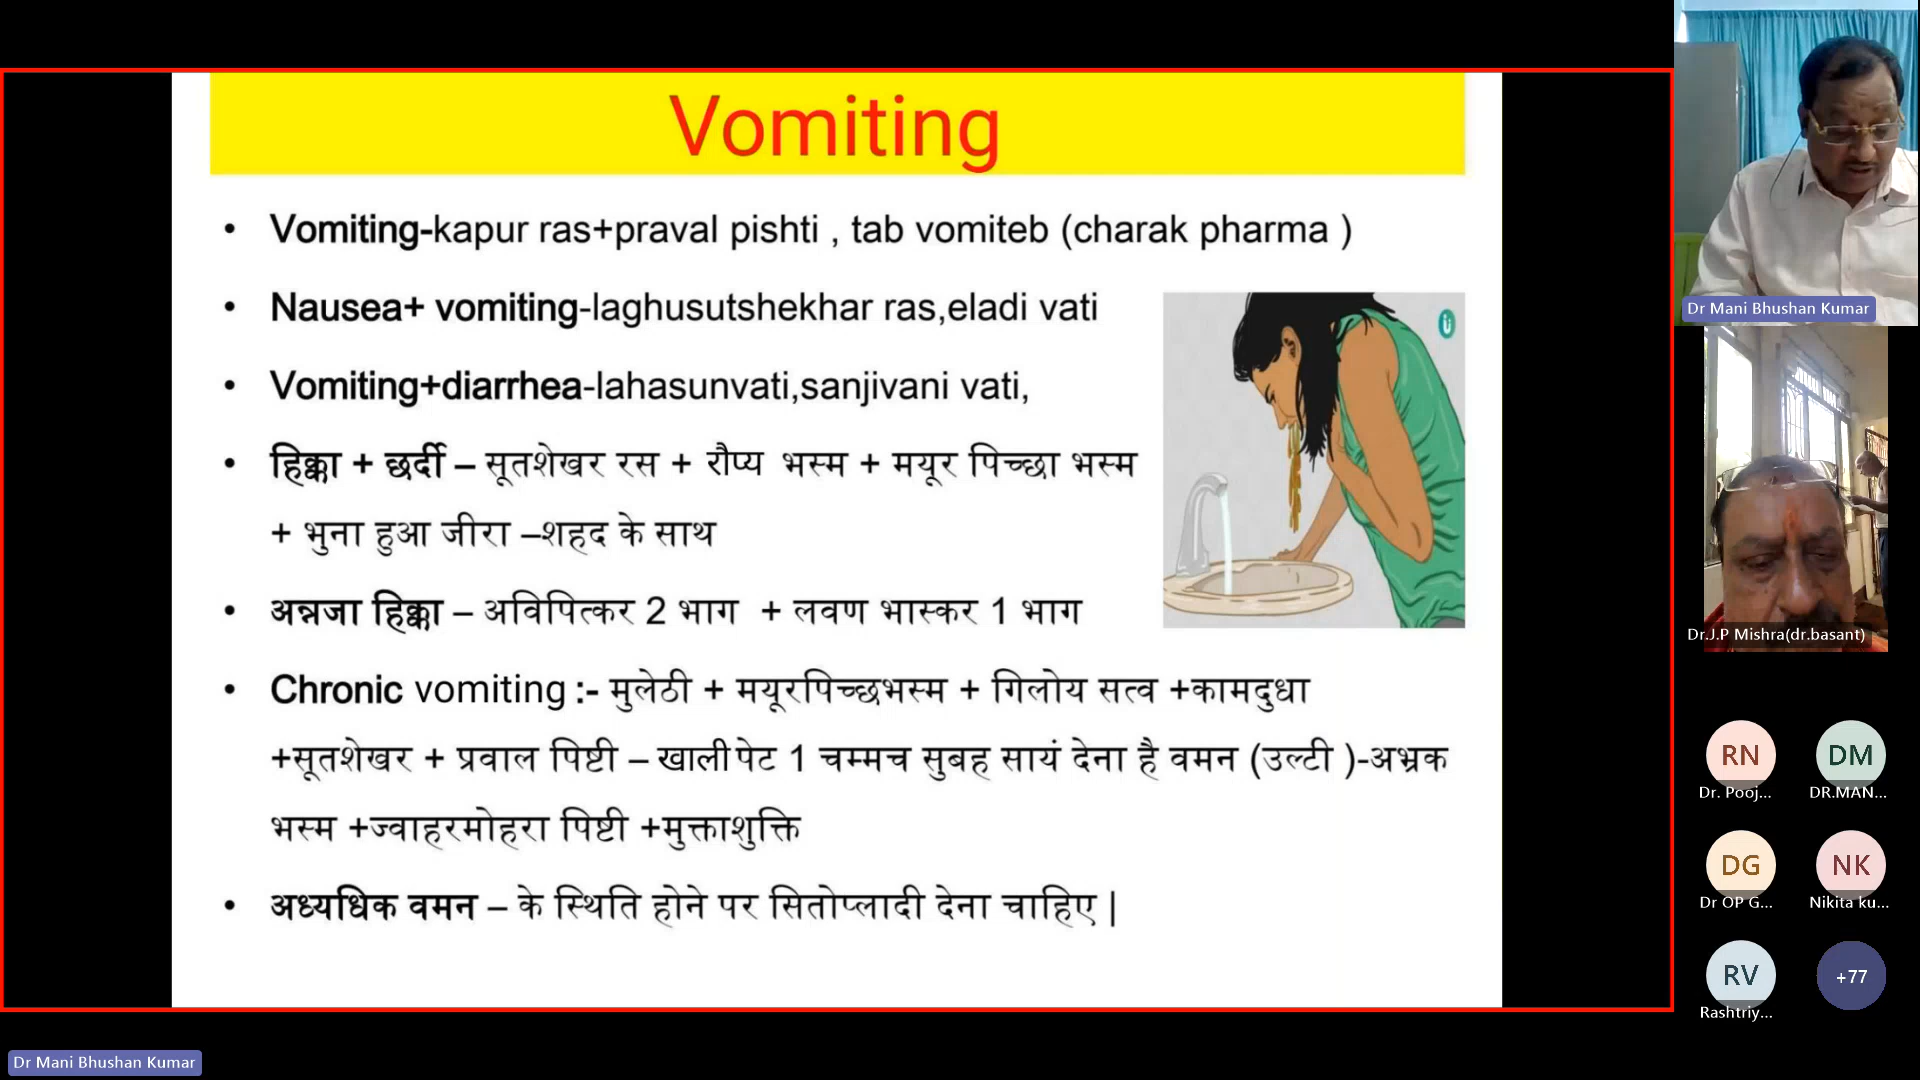 Vomiting
• Vomiting-kapur ras+praval pishti , tab vomiteb (charak pharma )
• Nausea+ vomiting-laghusutshekhar ras,eladi vati
• Vomiting+diarrhea-lahasunvati,sanjivani vati,
• हिक्का + छर्दी – सूतशेखर रस + रौप्य भस्म + मयूर पिच्छा भस्म
+ भुना हुआ जीरा –शहद के साथ
• अन्नजा हिक्का – अविपित्कर 2 भाग + लवण भास्कर 1 भाग
• Chronic vomiting :- मुलेठी + मयूरपिच्छभस्म + गिलोय सत्व +कामदुधा
+सूतशेखर + प्रवाल पिष्टी – खाली पेट 1 चम्मच सुबह सायं देना है वमन (उल्टी )-अभ्रक
भस्म +ज्वाहरमोहरा पिष्टी +मुक्ताशुक्ति
• अध्यधिक वमन – के स्थिति होने पर सितोप्लादी देना चाहिए |
Dr Mani Bhushan Kumar
Dr.J.P Mishra(dr.basant)
RN
Dr. Pooj...
DM
DR.MAN...
DG
Dr OP G...
NK
Nikita ku...
RV
Rashtriy...
+77
Dr Mani Bhushan Kumar